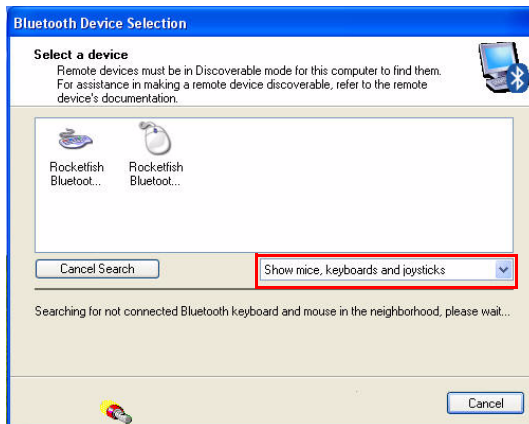 Bluetooth Device Selection
Select a device
Remote devices must be in Discoverable mode for this computer to find them.
For assistance in making a remote device discoverable, refer to the remote
device's documentation.
Rocketfish
Bluetoot...
Rocketfish
Bluetoot...
Cancel Search
Show mice, keyboards and joysticks
Searching for not connected Bluetooth keyboard and mouse in the neighborhood, please wait...
Cancel